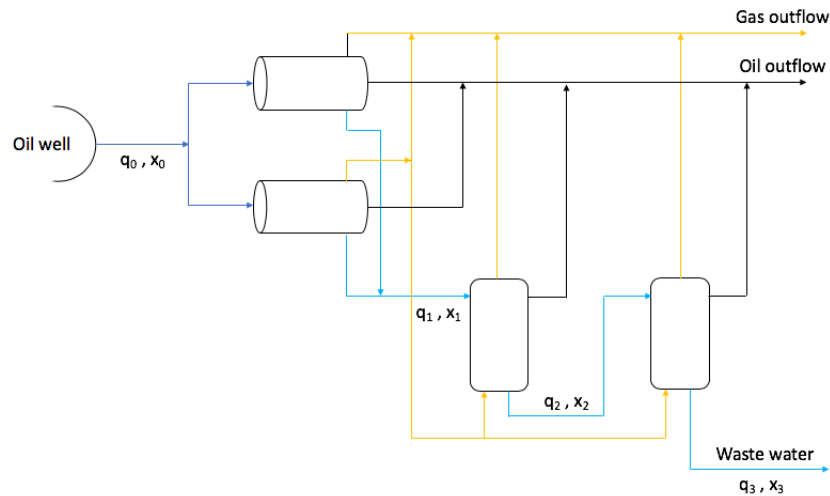 Gas outflow
Oil outflow
Oil well
q₀ , x₀
q₁ , x₁
q₂ , x₂
Waste water
q₃ , x₃